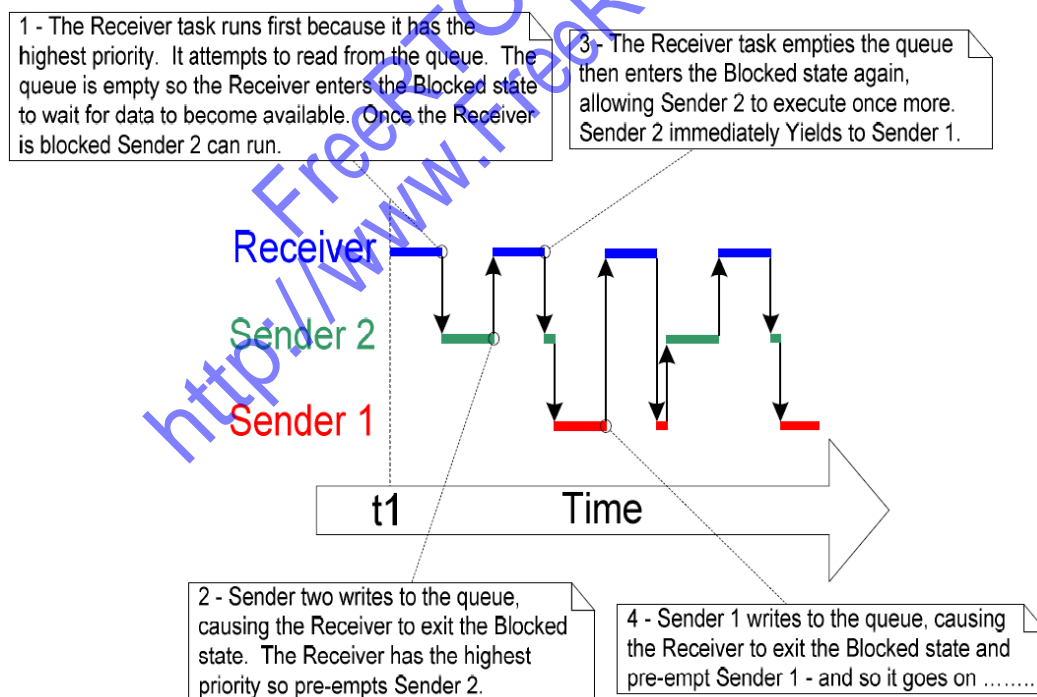 1 - The Receiver task runs first because it has the
highest priority.  It attempts to read from the queue.  The
queue is empty so the Receiver enters the Blocked state
to wait for data to become available.  Once the Receiver
is blocked Sender 2 can run.
3 - The Receiver task empties the queue
then enters the Blocked state again,
allowing Sender 2 to execute once more.
Sender 2 immediately Yields to Sender 1.
FreeRTO
http://www.FreeR
Receiver
Sender 2
Sender 1
t1
Time
2 - Sender two writes to the queue,
causing the Receiver to exit the Blocked
state.  The Receiver has the highest
priority so pre-empts Sender 2.
4 - Sender 1 writes to the queue, causing
the Receiver to exit the Blocked state and
pre-empt Sender 1 - and so it goes on ........